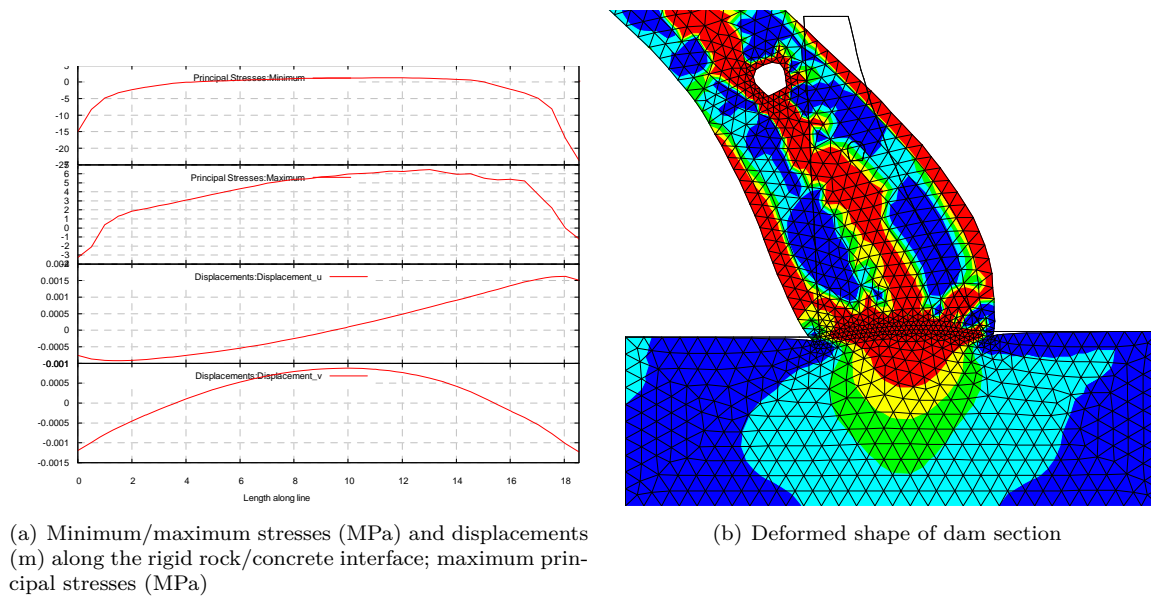 5
0
-5
-10
-15
-20
-25
Principal Stresses:Minimum
6
5
4
3
2
1
0
-1
-2
-3
Principal Stresses:Maximum
0.002
0.0015
0.001
0.0005
0
-0.0005
-0.001
Displacements:Displacement_u
0.0005
0
-0.0005
-0.001
-0.0015
Displacements:Displacement_v
0 2 4 6 8 10 12 14 16 18
Length along line
(a) Minimum/maximum stresses (MPa) and displacements
(m) along the rigid rock/concrete interface; maximum prin-
cipal stresses (MPa)
(b) Deformed shape of dam section